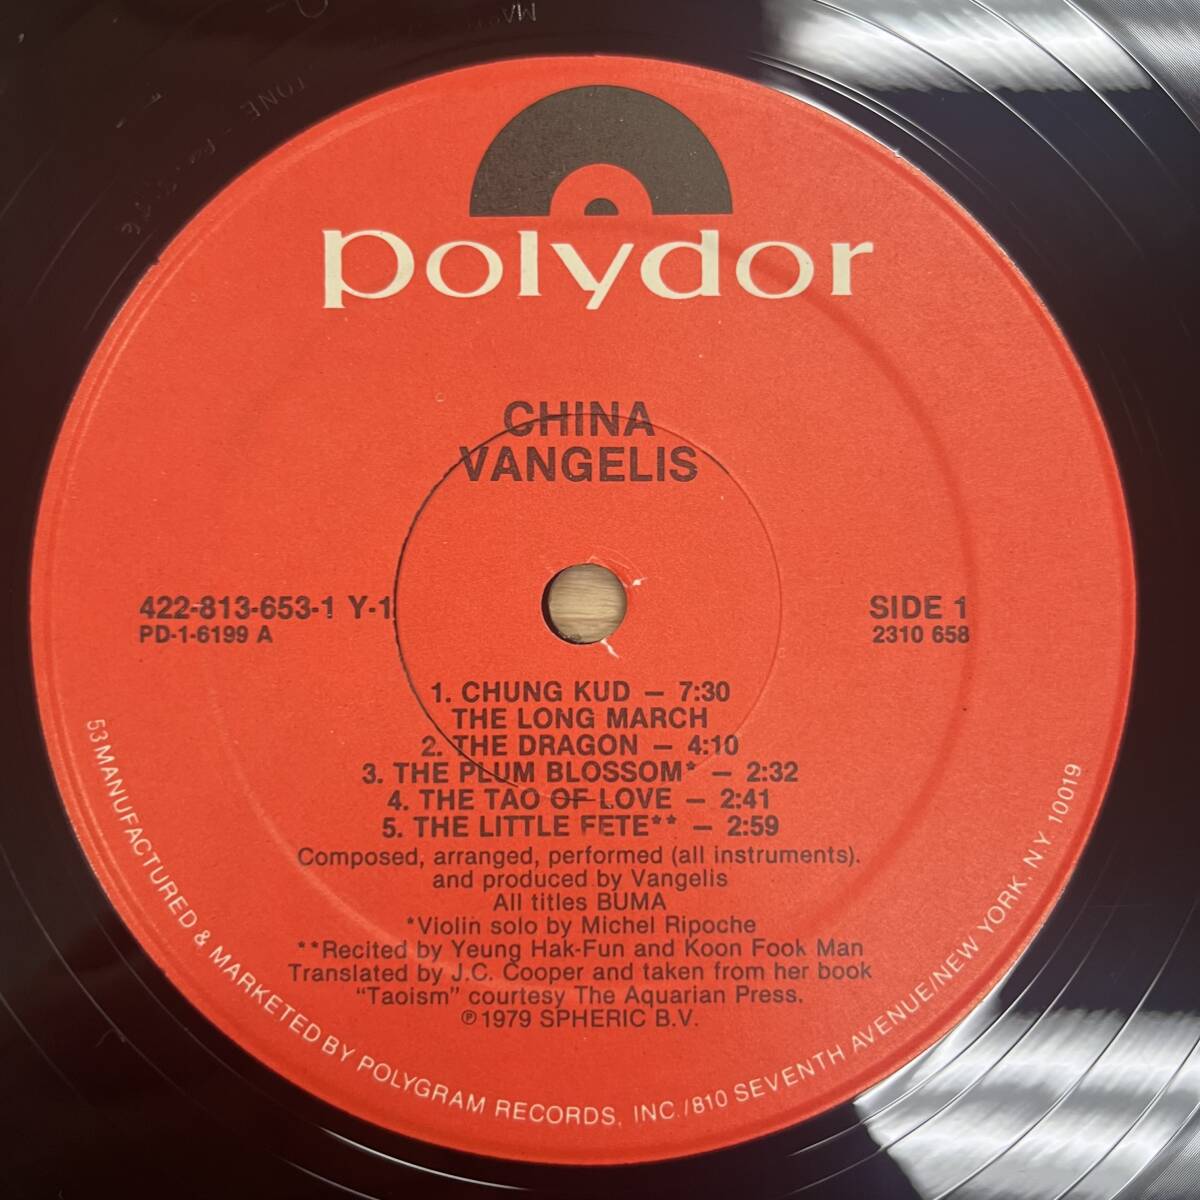 polydor
CHINA
VANGELIS
422-813-653-1 Y-1
PD-1-6199 A
SIDE 1
2310 658
1. CHUNG KUD — 7:30
THE LONG MARCH
2. THE DRAGON — 4:10
3. THE PLUM BLOSSOM* — 2:32
4. THE TAO OF LOVE — 2:41
5. THE LITTLE FETE** — 2:59
Composed, arranged, performed (all instruments).
and produced by Vangelis
All titles BUMA
*Violin solo by Michel Ripoche
**Recited by Yeung Hak-Fun and Koon Fook Man
Translated by J.C. Cooper and taken from her book
“Taoism” courtesy The Aquarian Press.
℗ 1979 SPHERIC B.V.
53 MANUFACTURED & MARKETED BY POLYGRAM RECORDS, INC./810 SEVENTH AVENUE/NEW YORK, N.Y. 10019